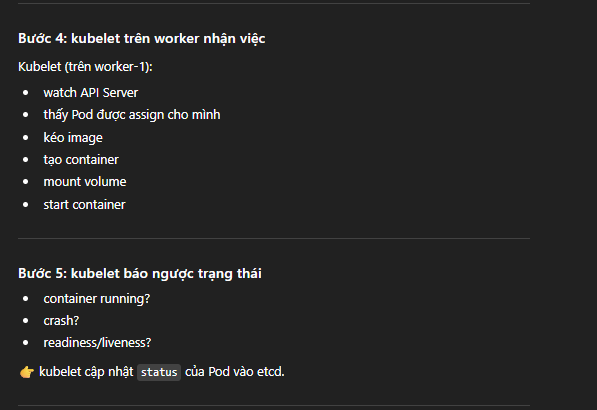 Bước 4: kubelet trên worker nhận việc
Kubelet (trên worker-1):
• watch API Server
• thấy Pod được assign cho mình
• kéo image
• tạo container
• mount volume
• start container
Bước 5: kubelet báo ngược trạng thái
• container running?
• crash?
• readiness/liveness?
👉 kubelet cập nhật status của Pod vào etcd.